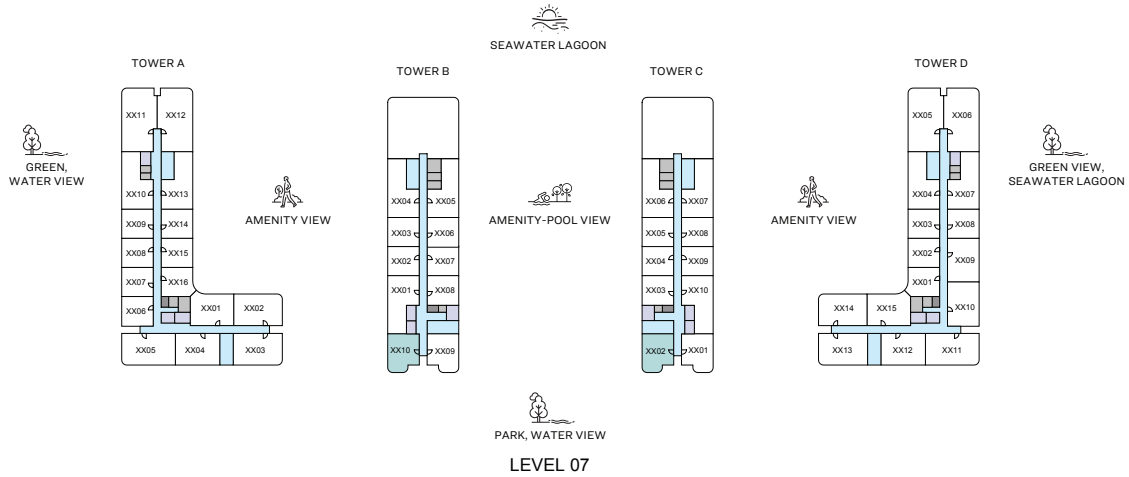 SEAWATER LAGOON
TOWER A
TOWER B
TOWER C
TOWER D
XX11 XX12
XX05 XX06
GREEN,
WATER VIEW
GREEN VIEW,
SEAWATER LAGOON
XX10 XX13
XX04 XX05
XX06 XX07
XX04 XX07
AMENITY VIEW
AMENITY-POOL VIEW
AMENITY VIEW
XX09 XX14
XX03 XX06
XX05 XX08
XX03 XX08
XX08 XX15
XX02 XX07
XX04 XX09
XX02 XX09
XX07 XX16
XX01 XX08
XX03 XX10
XX01
XX06 XX01 XX02
XX14 XX15 XX10
XX05 XX04 XX03
XX10 XX09
XX02 XX01
XX13 XX12 XX11
PARK, WATER VIEW
LEVEL 07